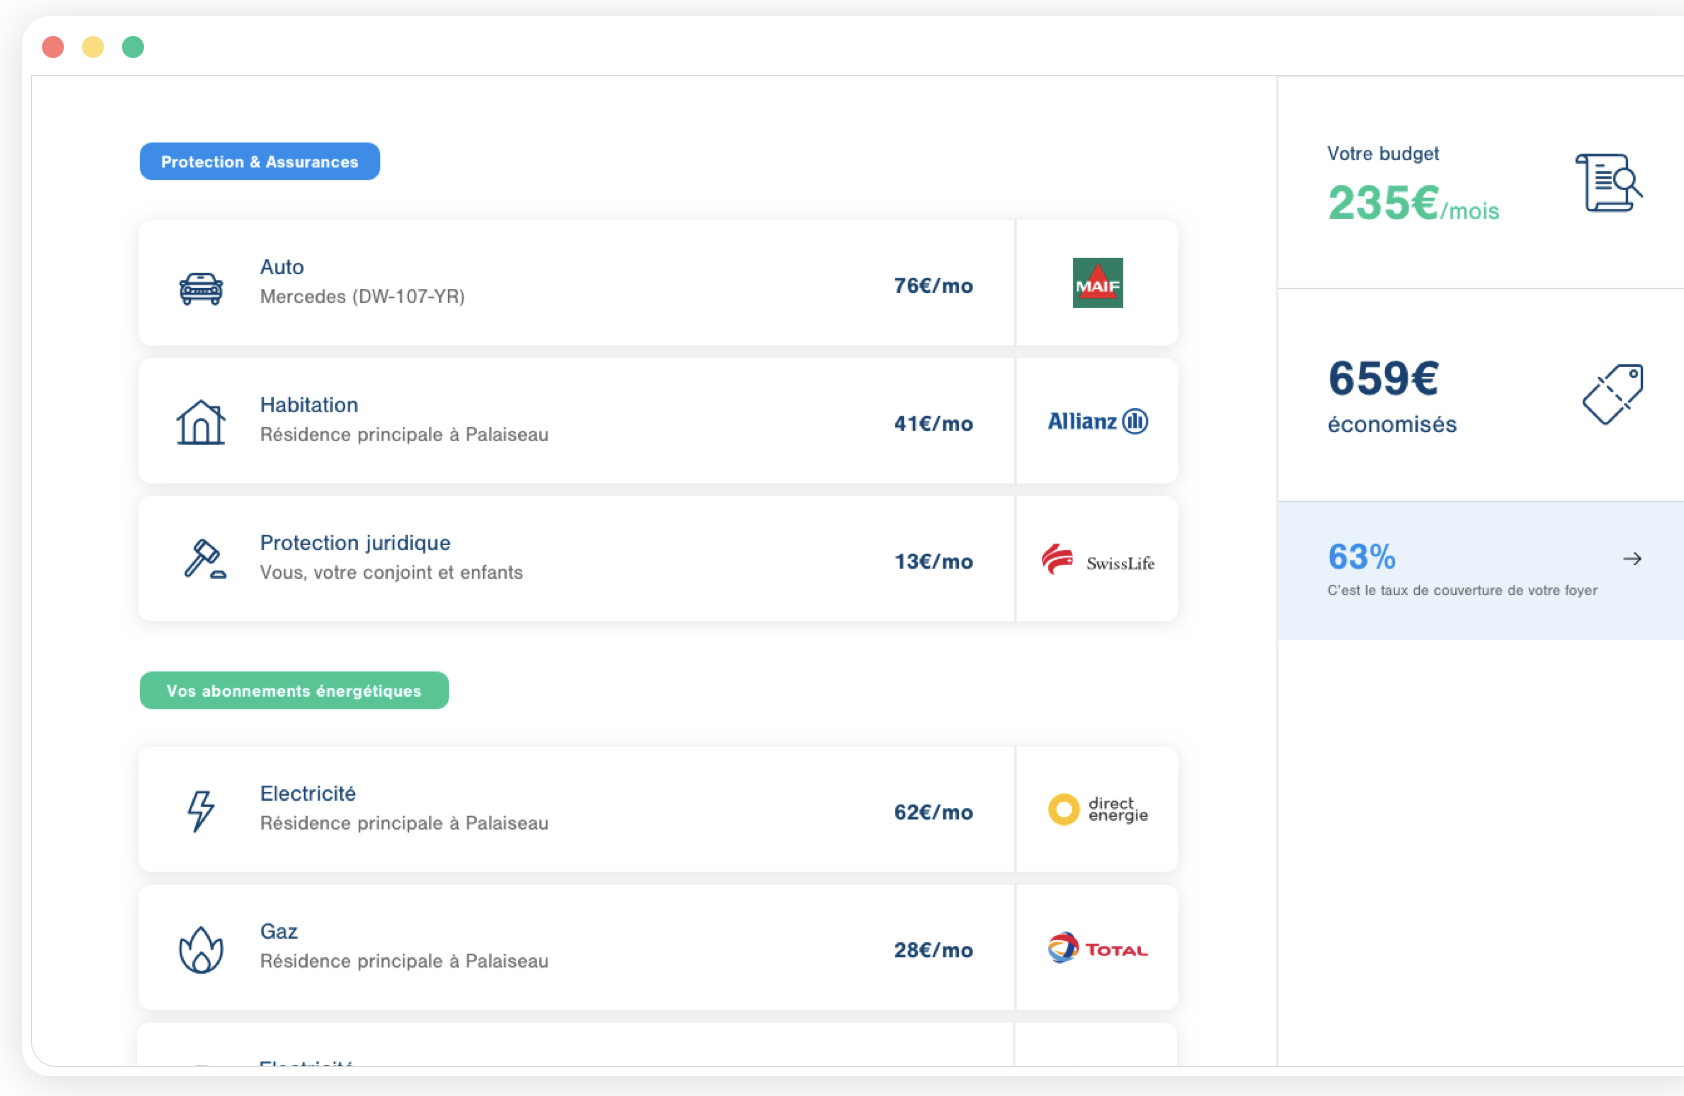 Protection & Assurances
Auto
Mercedes (DW-107-YR)
76€/mo
MAIF
Habitation
Résidence principale à Palaiseau
41€/mo
Allianz
Protection juridique
Vous, votre conjoint et enfants
13€/mo
SwissLife
Vos abonnements énergétiques
Electricité
Résidence principale à Palaiseau
62€/mo
direct
energie
Gaz
Résidence principale à Palaiseau
28€/mo
TOTAL
Electricité
Votre budget
235€/mois
659€
économisés
63%
C'est le taux de couverture de votre foyer